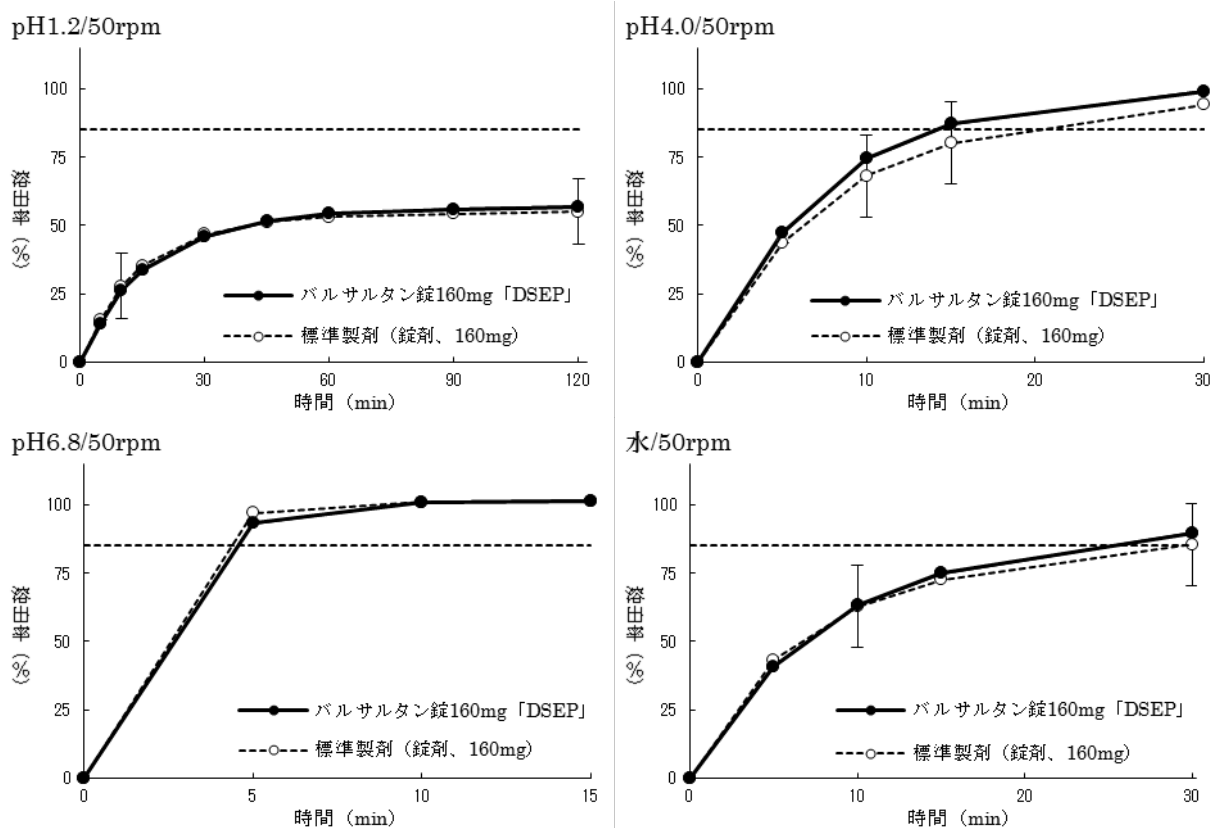 pH1.2/50rpm
100
75
50
25
0
溶出率 (%)
0 30 60 90 120
時間 (min)
バルサルタン錠160mg「DSEP」
標準製剤 (錠剤、160mg)
pH4.0/50rpm
100
75
50
25
0
溶出率 (%)
0 10 20 30
時間 (min)
バルサルタン錠160mg「DSEP」
標準製剤 (錠剤、160mg)
pH6.8/50rpm
100
75
50
25
0
溶出率 (%)
0 5 10 15
時間 (min)
バルサルタン錠160mg「DSEP」
標準製剤 (錠剤、160mg)
水/50rpm
100
75
50
25
0
溶出率 (%)
0 10 20 30
時間 (min)
バルサルタン錠160mg「DSEP」
標準製剤 (錠剤、160mg)